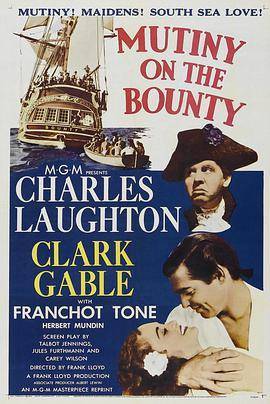 MUTINY! MAIDENS! SOUTH SEA LOVE!
MUTINY
ON THE
BOUNTY
M-G-M
PRESENTS
CHARLES
LAUGHTON
CLARK
GABLE
WITH
FRANCHOT TONE
HERBERT MUNDIN
SCREEN PLAY BY
TALBOT JENNINGS,
JULES FURTHMANN AND
CAREY WILSON
DIRECTED BY FRANK LLOYD
A FRANK LLOYD PRODUCTION
ASSOCIATE PRODUCER ALBERT LEWIN
AN M-G-M MASTERPIECE REPRINT